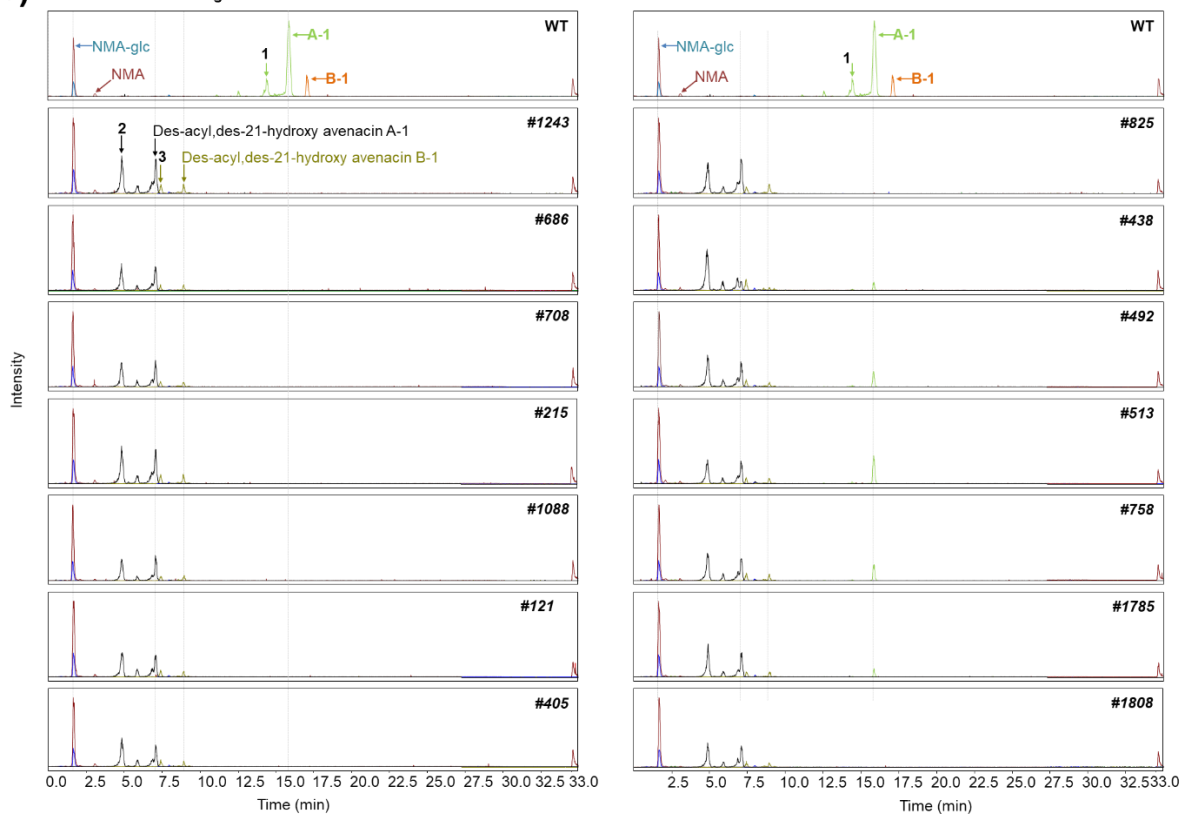 WT
NMA-glc
A-1
1
NMA
B-1
#1243
2
Des-acyl,des-21-hydroxy avenacin A-1
3
Des-acyl,des-21-hydroxy avenacin B-1
#686
#708
#215
#1088
#121
#405
Intensity
0.0 2.5 5.0 7.5 10.0 12.5 15.0 17.5 20.0 22.5 25.0 27.5 30.0 33.0
Time (min)
WT
NMA-glc
A-1
1
NMA
B-1
#825
#438
#492
#513
#758
#1785
#1808
2.5 5.0 7.5 10.0 12.5 15.0 17.5 20.0 22.5 25.0 27.5 30.0 32.5 33.0
Time (min)